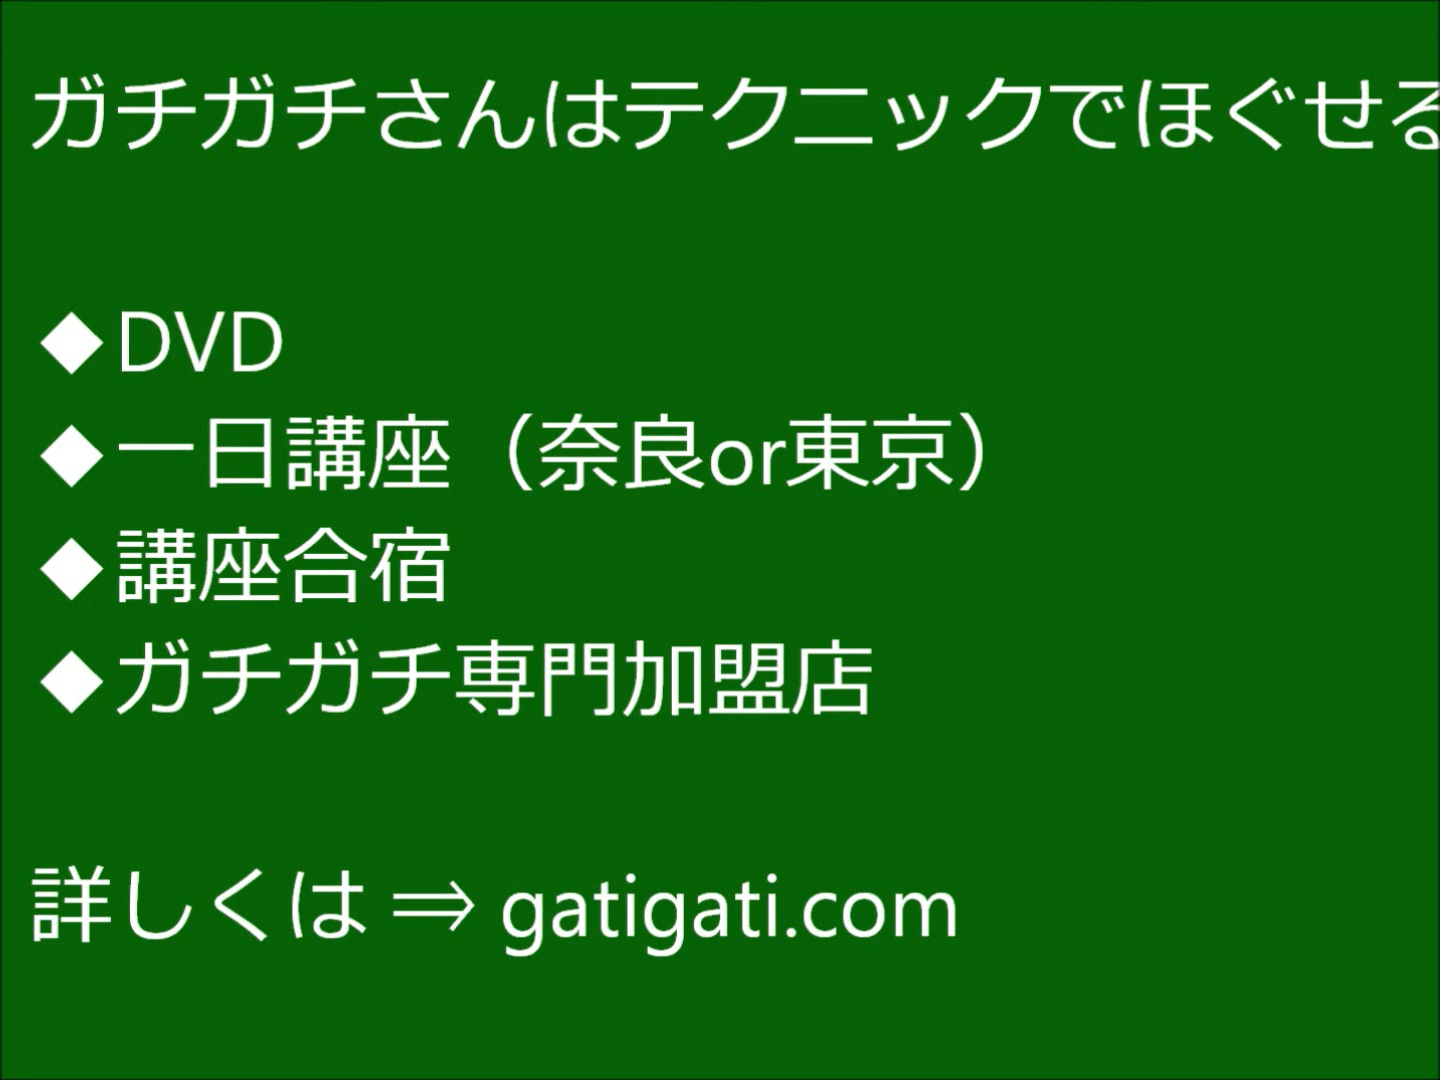 ガチガチさんはテクニックでほぐせる
◆DVD
◆一日講座（奈良or東京）
◆講座合宿
◆ガチガチ専門加盟店
詳しくは ⇒ gatigati.com